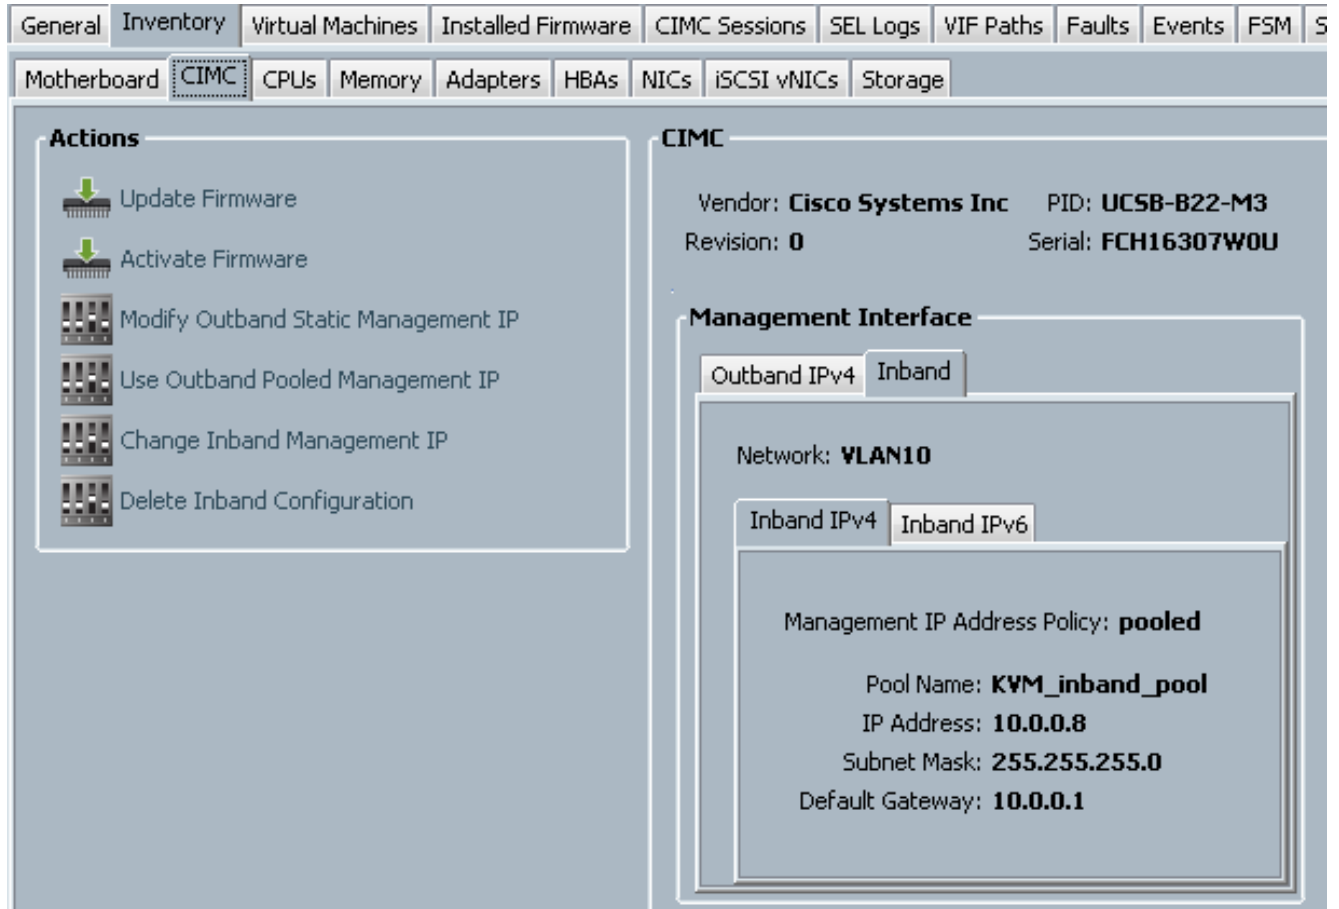 General Inventory Virtual Machines Installed Firmware CIMC Sessions SEL Logs VIF Paths Faults Events FSM S
Motherboard CIMC CPUs Memory Adapters HBAs NICs iSCSI vNICs Storage
Actions
Update Firmware
Activate Firmware
Modify Outband Static Management IP
Use Outband Pooled Management IP
Change Inband Management IP
Delete Inband Configuration
CIMC
Vendor: Cisco Systems Inc PID: UCSB-B22-M3
Revision: 0 Serial: FCH16307W0U
Management Interface
Outband IPv4 Inband
Network: VLAN10
Inband IPv4 Inband IPv6
Management IP Address Policy: pooled
Pool Name: KVM_inband_pool
IP Address: 10.0.0.8
Subnet Mask: 255.255.255.0
Default Gateway: 10.0.0.1